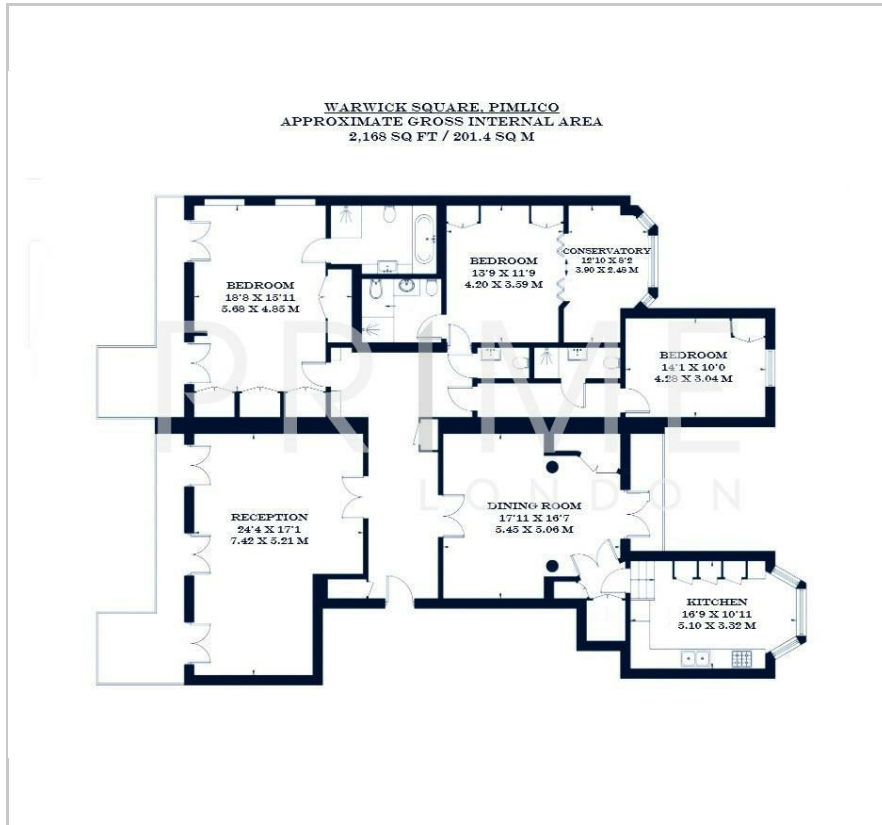 WARWICK SQUARE, PIMLICO
APPROXIMATE GROSS INTERNAL AREA
2,168 SQ FT / 201.4 SQ M
BEDROOM
18'8 X 15'11
5.68 X 4.85 M
BEDROOM
13'9 X 11'9
4.20 X 3.59 M
CONSERVATORY
12'10 X 8'2
3.90 X 2.48 M
BEDROOM
14'1 X 10'0
4.28 X 3.04 M
PRIME
LONDON
RECEPTION
24'4 X 17'1
7.42 X 5.21 M
DINING ROOM
17'11 X 16'7
5.45 X 5.06 M
KITCHEN
16'9 X 10'11
5.10 X 3.32 M